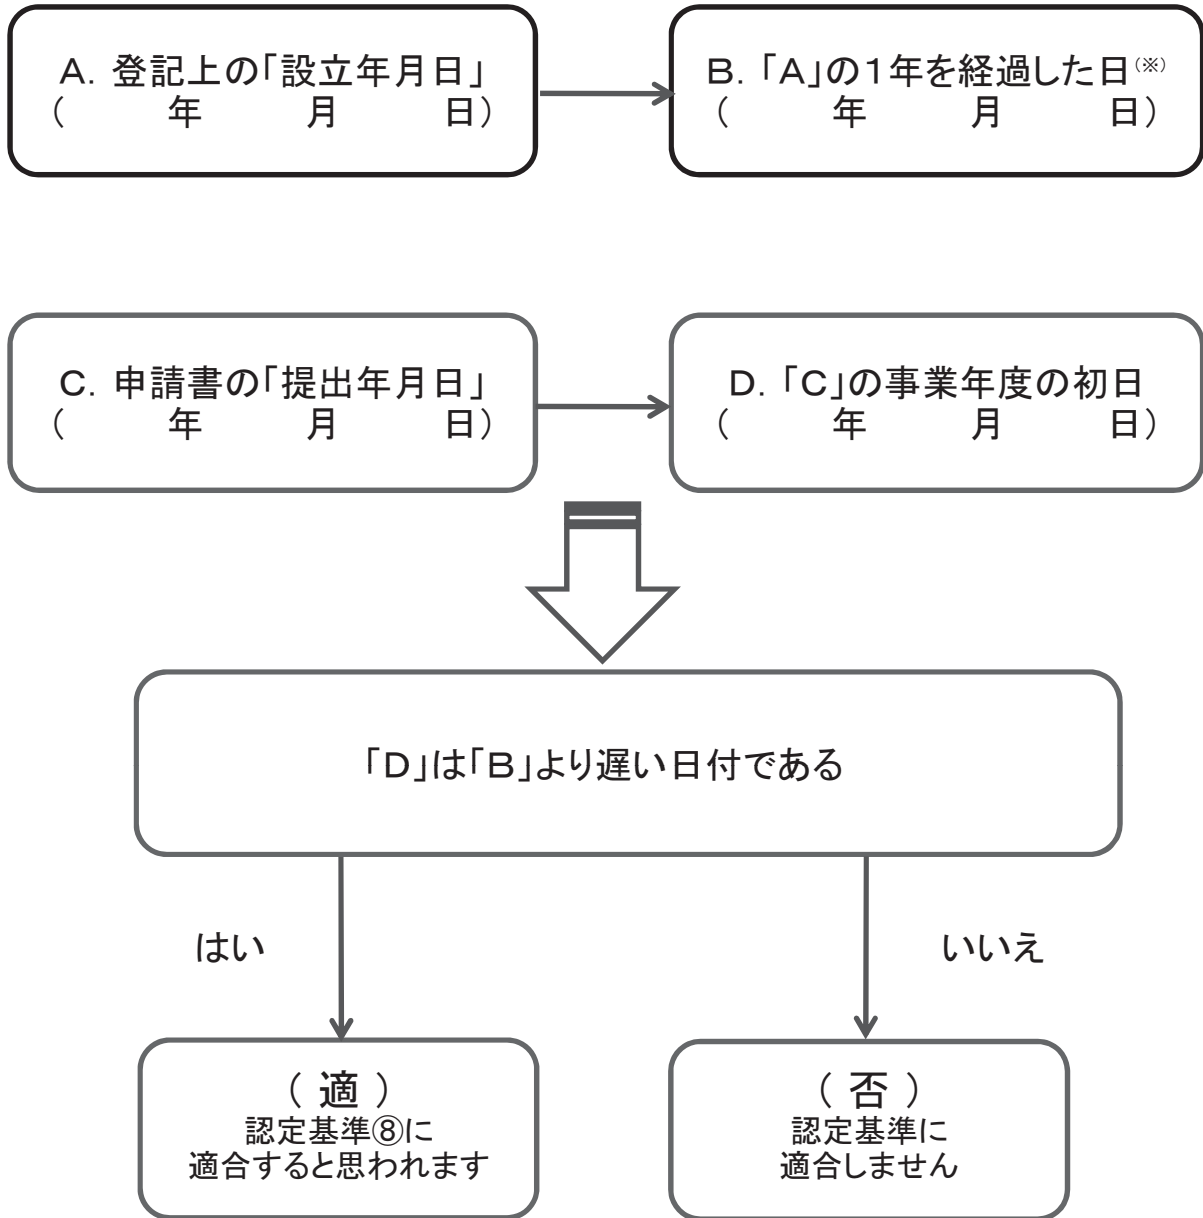 A. 登記上の「設立年月日」
(　　年　　月　　日)
B. 「A」の1年を経過した日(※)
(　　年　　月　　日)
C. 申請書の「提出年月日」
(　　年　　月　　日)
D. 「C」の事業年度の初日
(　　年　　月　　日)
「D」は「B」より遅い日付である
はい
いいえ
( 適 )
認定基準⑧に
適合すると思われます
( 否 )
認定基準に
適合しません